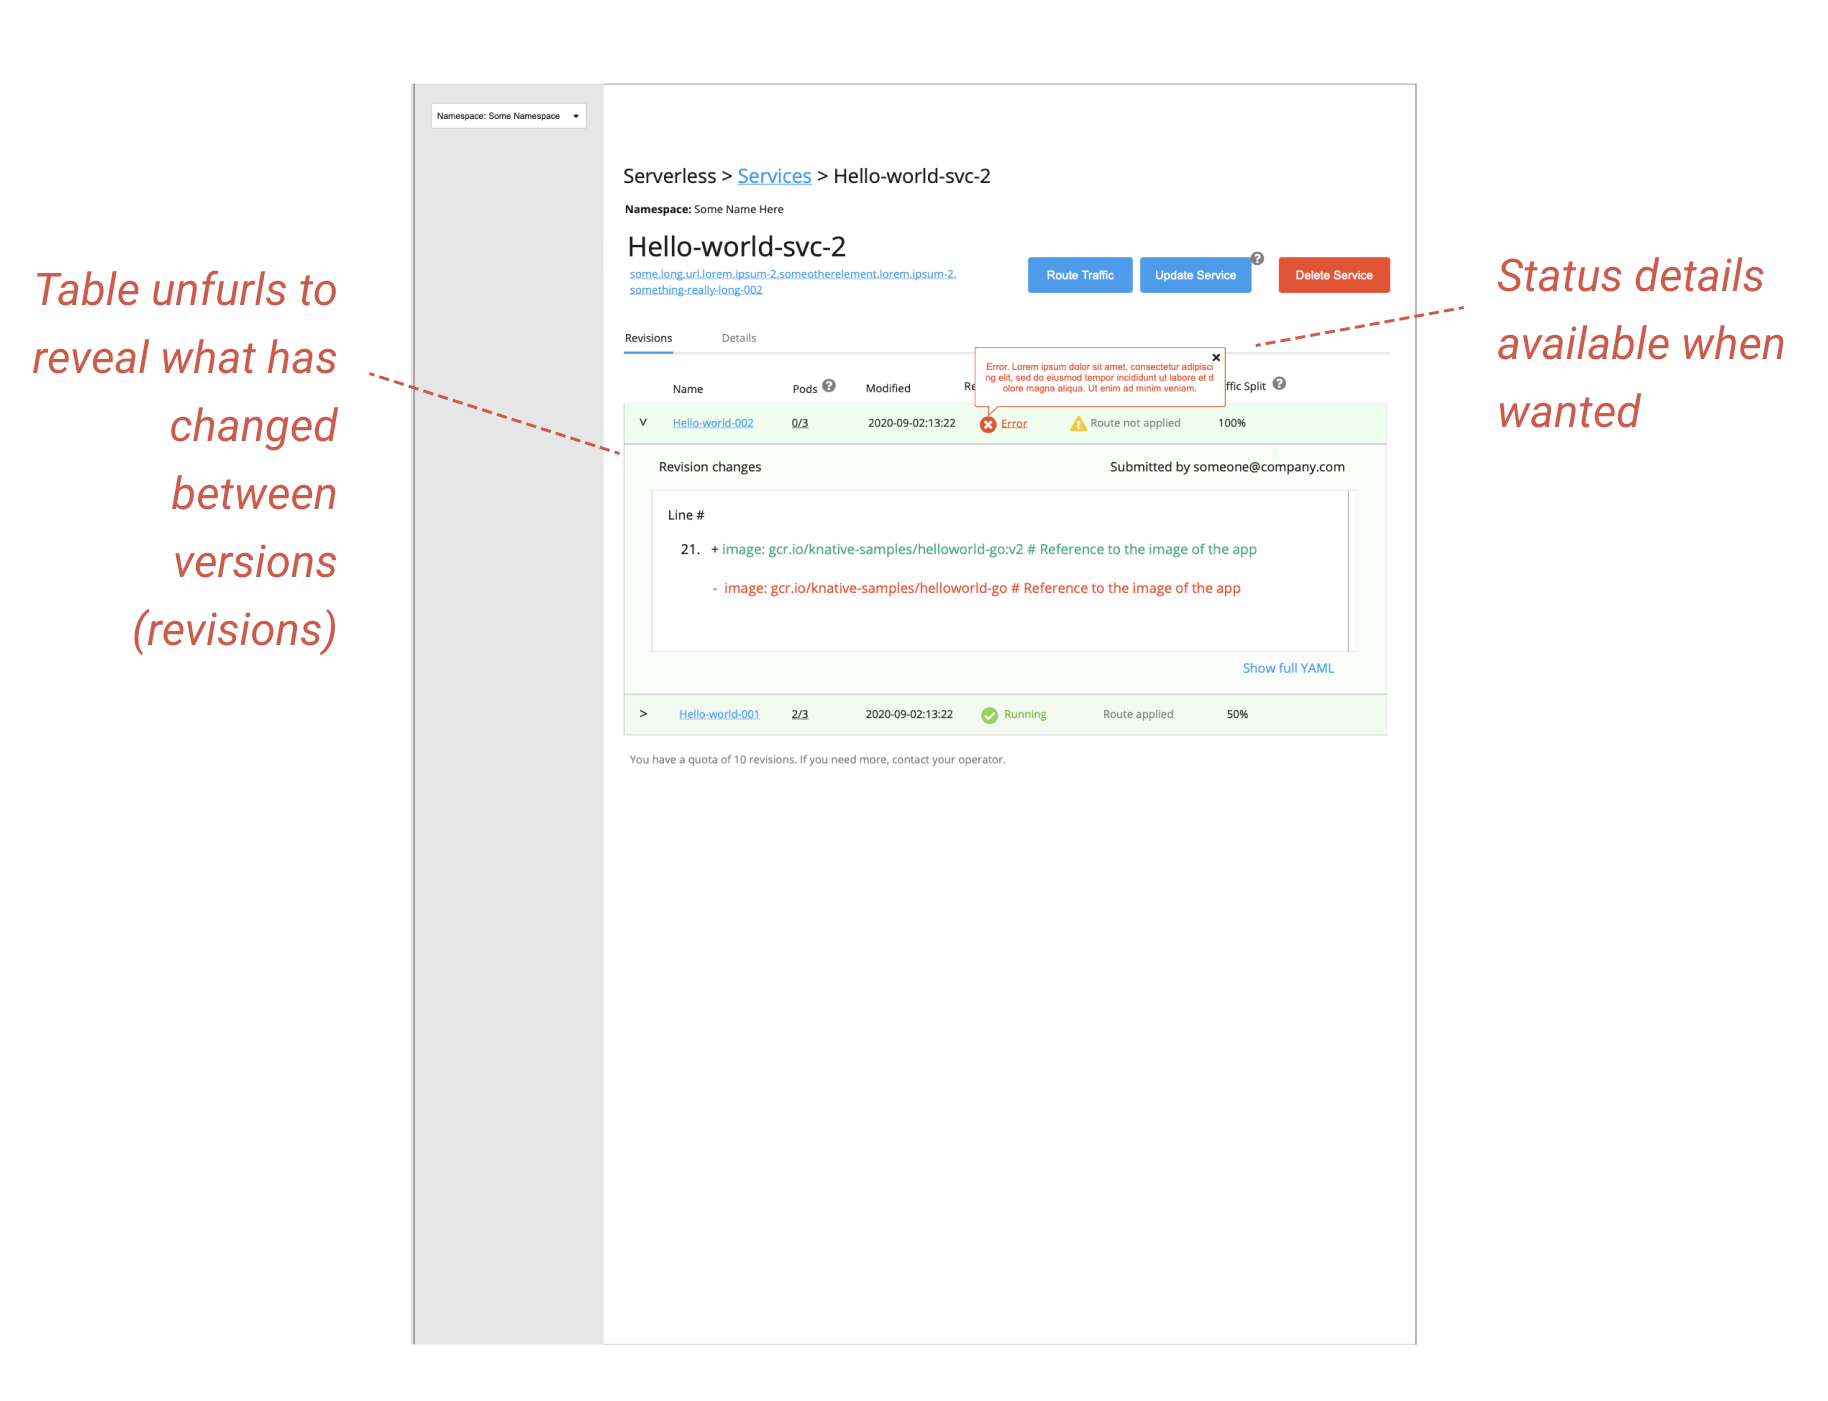 Namespace: Some Namespace
Serverless > Services > Hello-world-svc-2
Namespace: Some Name Here
Hello-world-svc-2
some.long.url.lorem.ipsum-2.someotherelement.lorem.ipsum-2.
something-really-long-002
Route Traffic
Update Service
?
Delete Service
Table unfurls to
reveal what has
changed
between
versions
(revisions)
Status details
available when
wanted
Revisions
Details
Error. Lorem ipsum dolor sit amet, consectetur adipisci
ng elit, sed do eiusmod tempor incididunt ut labore et d
olore magna aliqua. Ut enim ad minim veniam.
Name Pods ? Modified Re ffic Split ?
v Hello-world-002 0/3 2020-09-02:13:22 Error Route not applied 100%
Revision changes Submitted by someone@company.com
Line #
21. + image: gcr.io/knative-samples/helloworld-go:v2 # Reference to the image of the app
- image: gcr.io/knative-samples/helloworld-go # Reference to the image of the app
Show full YAML
> Hello-world-001 2/3 2020-09-02:13:22 Running Route applied 50%
You have a quota of 10 revisions. If you need more, contact your operator.